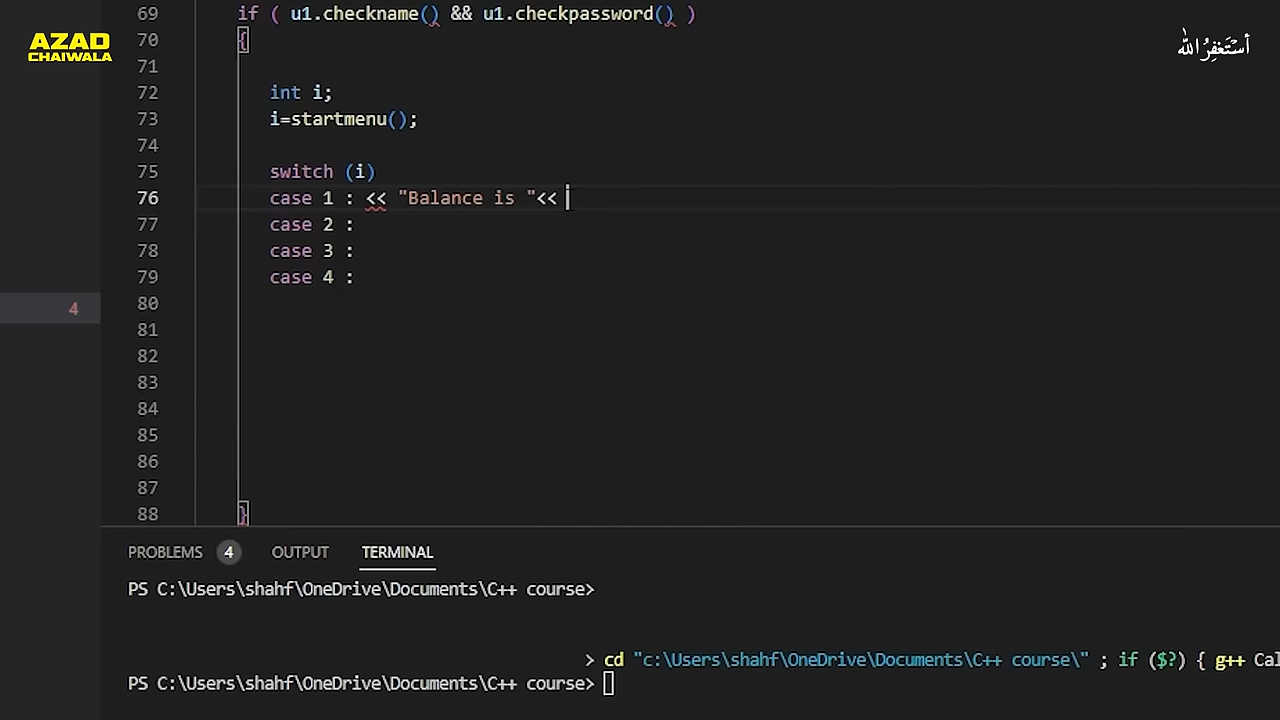 AZAD
CHAIWALA
أستغفر الله
69 if ( u1.checkname() && u1.checkpassword() )
70 {
71
72 int i;
73 i=startmenu();
74
75 switch (i)
76 case 1 : << "Balance is "<<
77 case 2 :
78 case 3 :
79 case 4 :
80
81
82
83
84
85
86
87
88 }
4
PROBLEMS 4 OUTPUT TERMINAL
PS C:\Users\shahf\OneDrive\Documents\C++ course>
> cd "c:\Users\shahf\OneDrive\Documents\C++ course\" ; if ($?) { g++ Cal
PS C:\Users\shahf\OneDrive\Documents\C++ course>